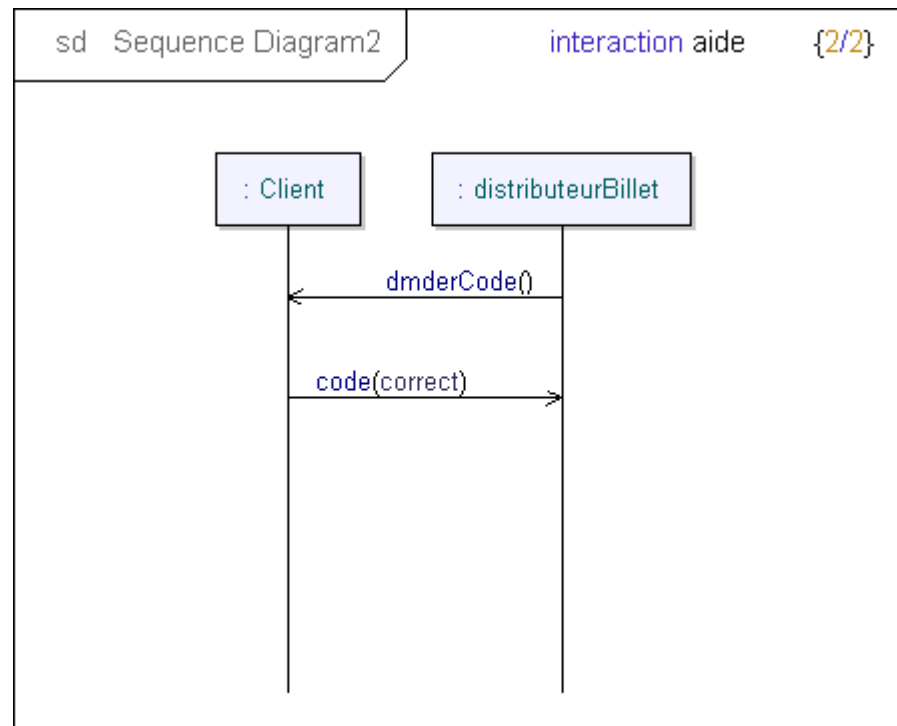 sd Sequence Diagram2
interaction aide {2/2}
: Client
: distributeurBillet
dmderCode()
code(correct)